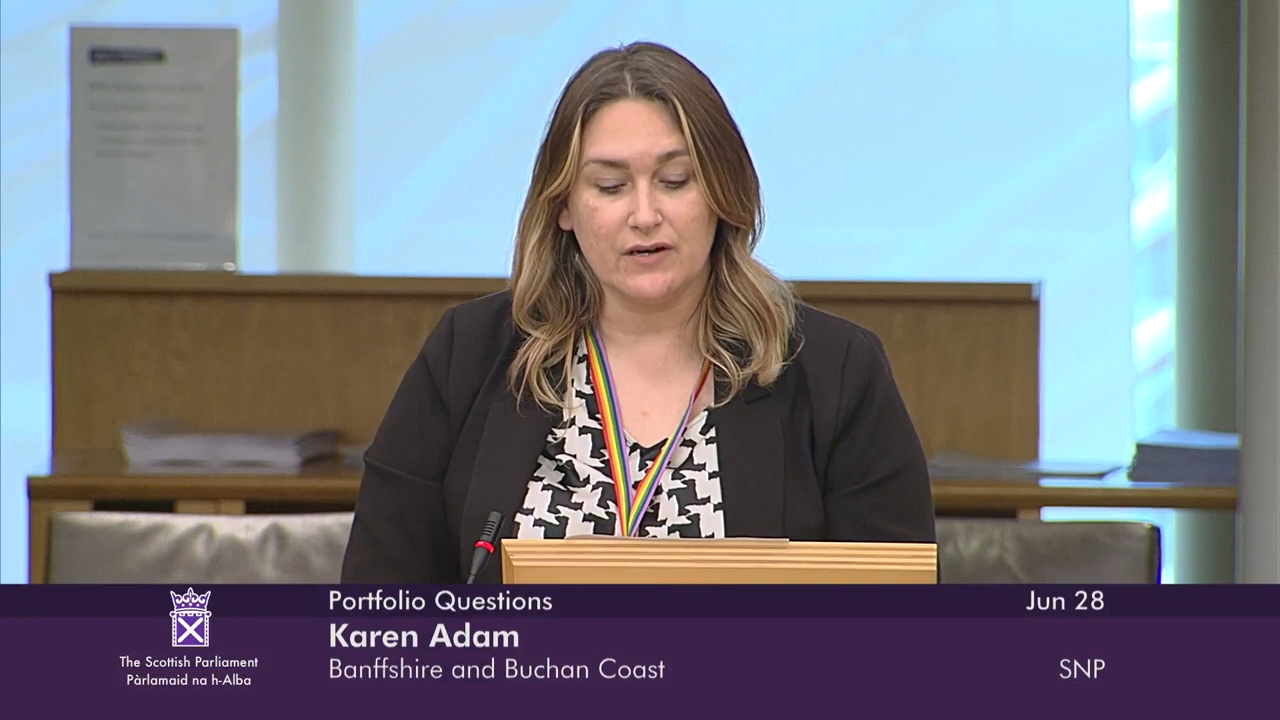 Portfolio Questions
Jun 28
Karen Adam
Banffshire and Buchan Coast
SNP
The Scottish Parliament
Pàrlamaid na h-Alba